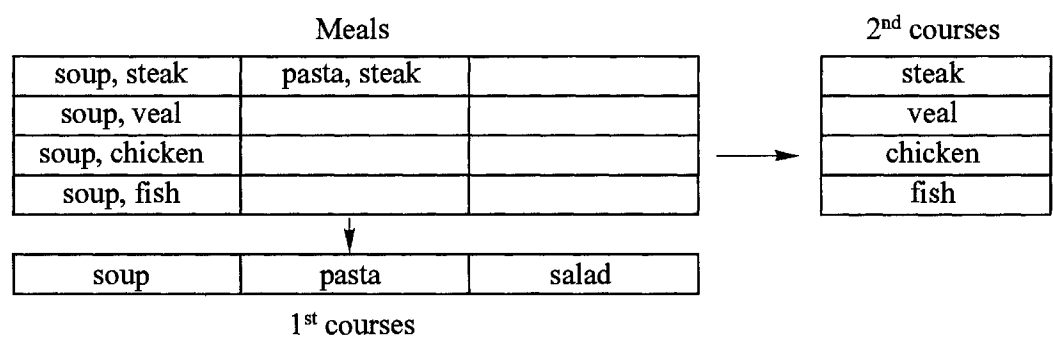 Meals
2nd courses
soup, steak pasta, steak
steak
soup, veal
veal
soup, chicken
chicken
soup, fish
fish
soup pasta salad
1st courses